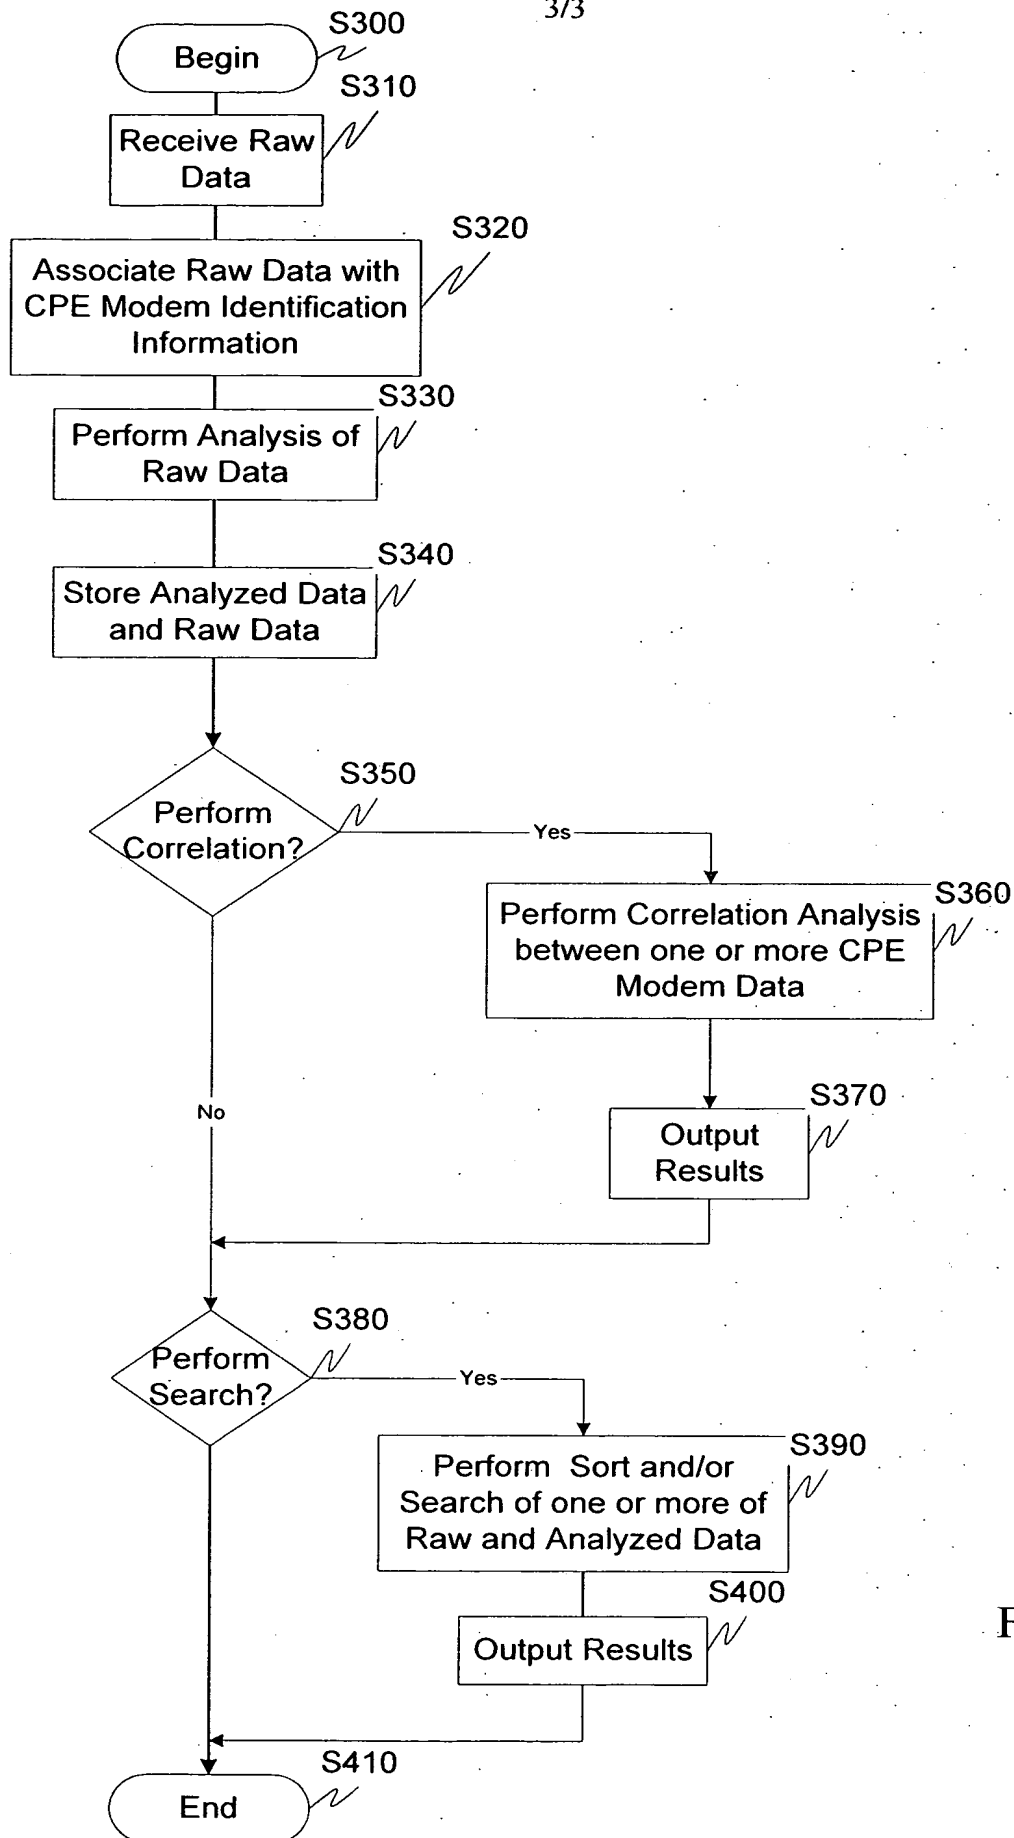 3/3
S300
Begin
S310
Receive Raw
Data
S320
Associate Raw Data with
CPE Modem Identification
Information
S330
Perform Analysis of
Raw Data
S340
Store Analyzed Data
and Raw Data
S350
Perform
Correlation?
Yes
S360
Perform Correlation Analysis
between one or more CPE
Modem Data
S370
Output
Results
No
S380
Perform
Search?
Yes
S390
Perform Sort and/or
Search of one or more of
Raw and Analyzed Data
S400
Output Results
S410
End